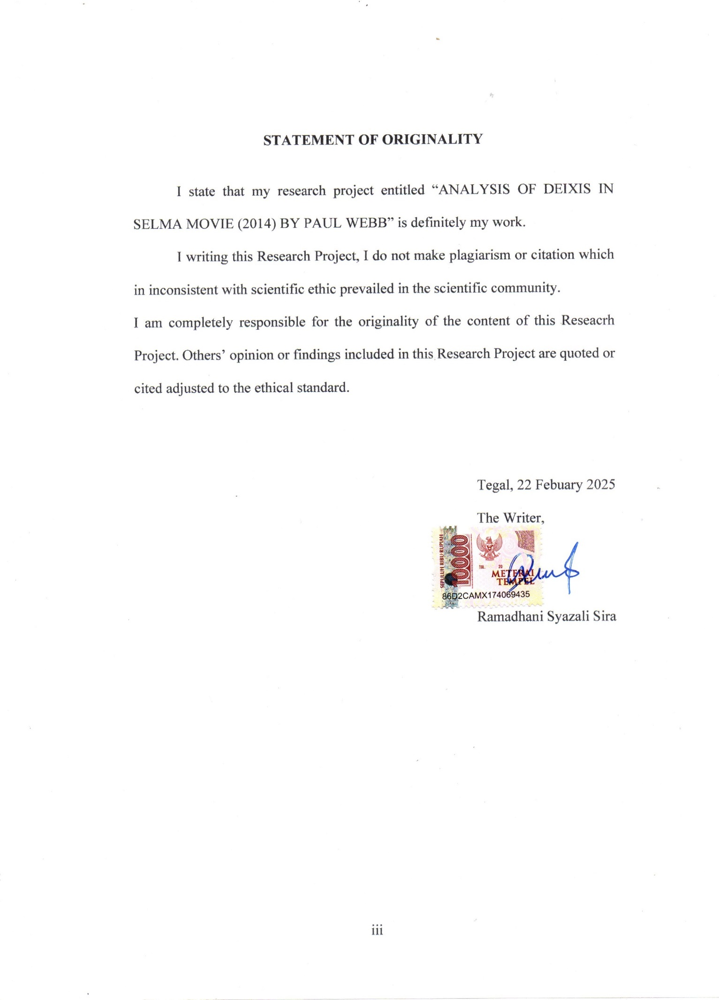 STATEMENT OF ORIGINALITY
I state that my research project entitled “ANALYSIS OF DEIXIS IN
SELMA MOVIE (2014) BY PAUL WEBB” is definitely my work.
I writing this Research Project, I do not make plagiarism or citation which
in inconsistent with scientific ethic prevailed in the scientific community.
I am completely responsible for the originality of the content of this Reseacrh
Project. Others’ opinion or findings included in this Research Project are quoted or
cited adjusted to the ethical standard.
Tegal, 22 Febuary 2025
The Writer,
SEPULUH RIBU RUPIAH
10000
TGL. 20
METERAI
TEMPEL
86D2CAMX174069435
Ramadhani Syazali Sira
iii